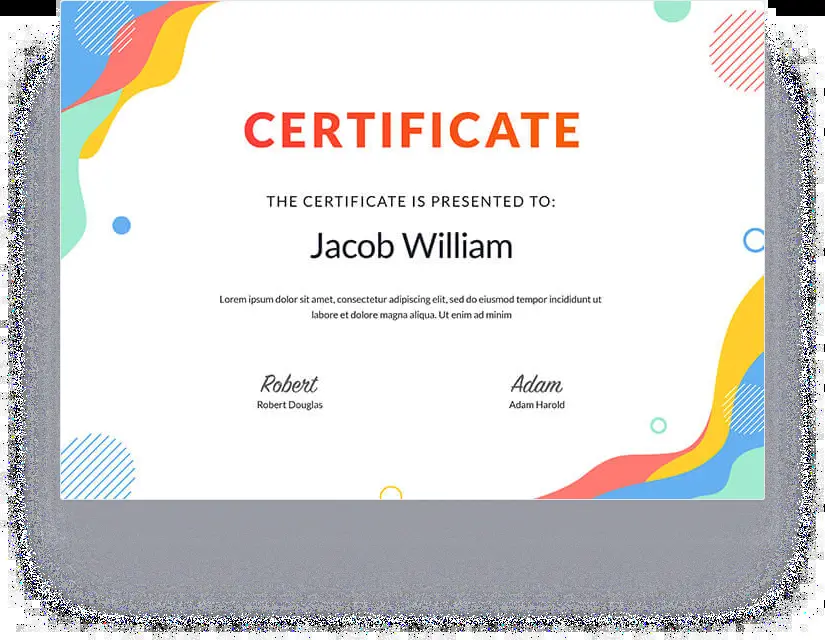 CERTIFICATE
THE CERTIFICATE IS PRESENTED TO:
Jacob William
Lorem ipsum dolor sit amet, consectetur adipiscing elit, sed do eiusmod tempor incididunt ut
labore et dolore magna aliqua. Ut enim ad minim
Robert
Robert Douglas
Adam
Adam Harold